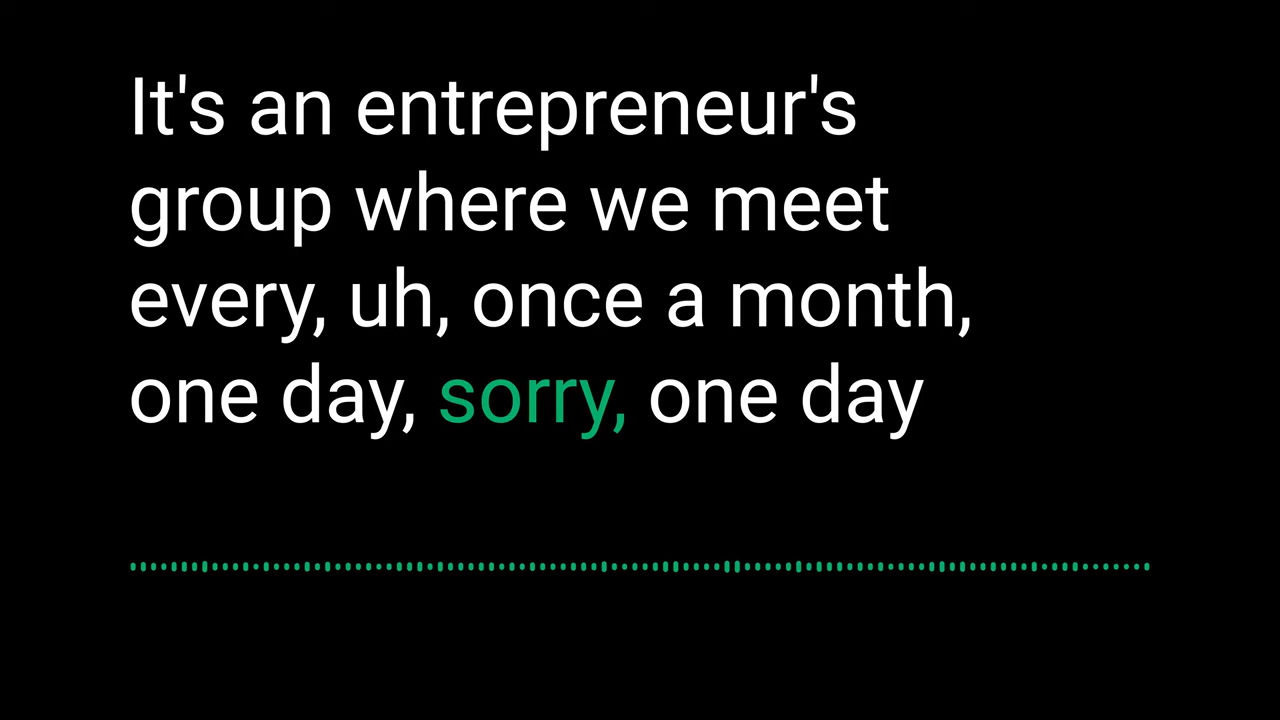 It's an entrepreneur's
group where we meet
every, uh, once a month,
one day, sorry, one day